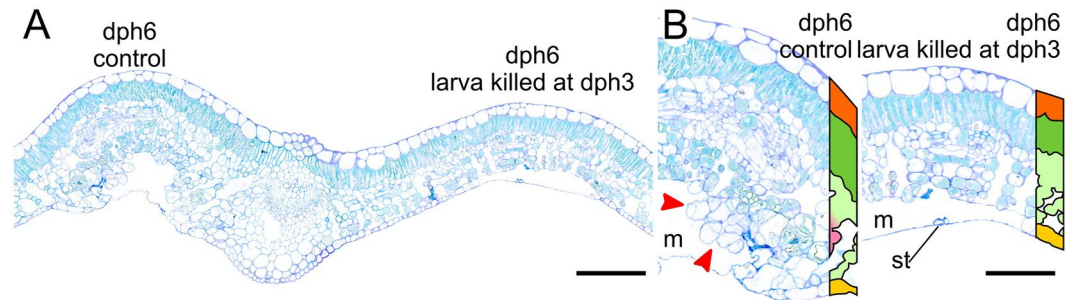 A
dph6
control
dph6
larva killed at dph3
B
dph6
control
dph6
larva killed at dph3
m
m
st